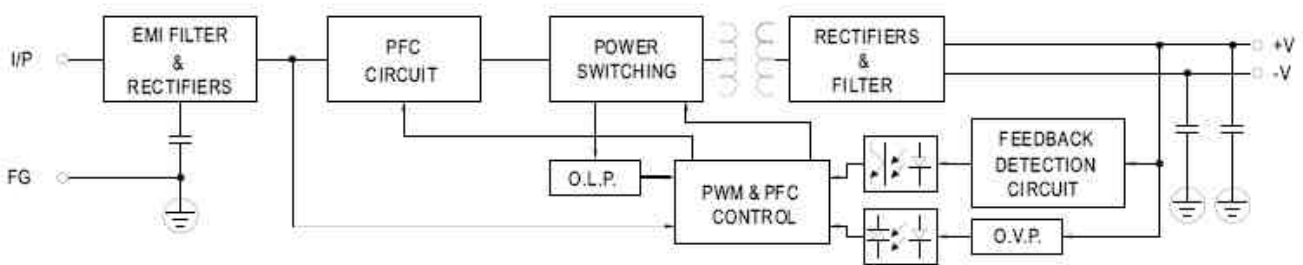 I/P
EMI FILTER
&
RECTIFIERS
PFC
CIRCUIT
POWER
SWITCHING
RECTIFIERS
&
FILTER
+V
-V
FG
O.L.P.
PWM & PFC
CONTROL
FEEDBACK
DETECTION
CIRCUIT
O.V.P.